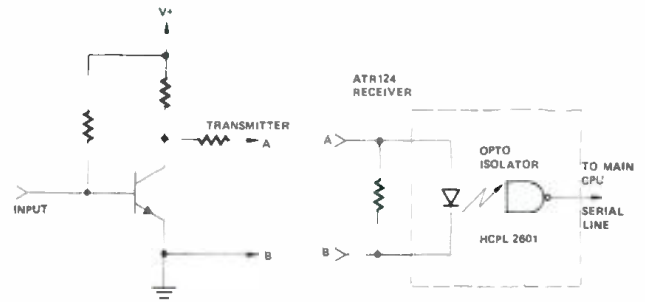 V+
TRANSMITTER
A
INPUT
B
ATR124
RECEIVER
A
OPTO
ISOLATOR
TO MAIN
CPU
SERIAL
LINE
HCPL 2601
B